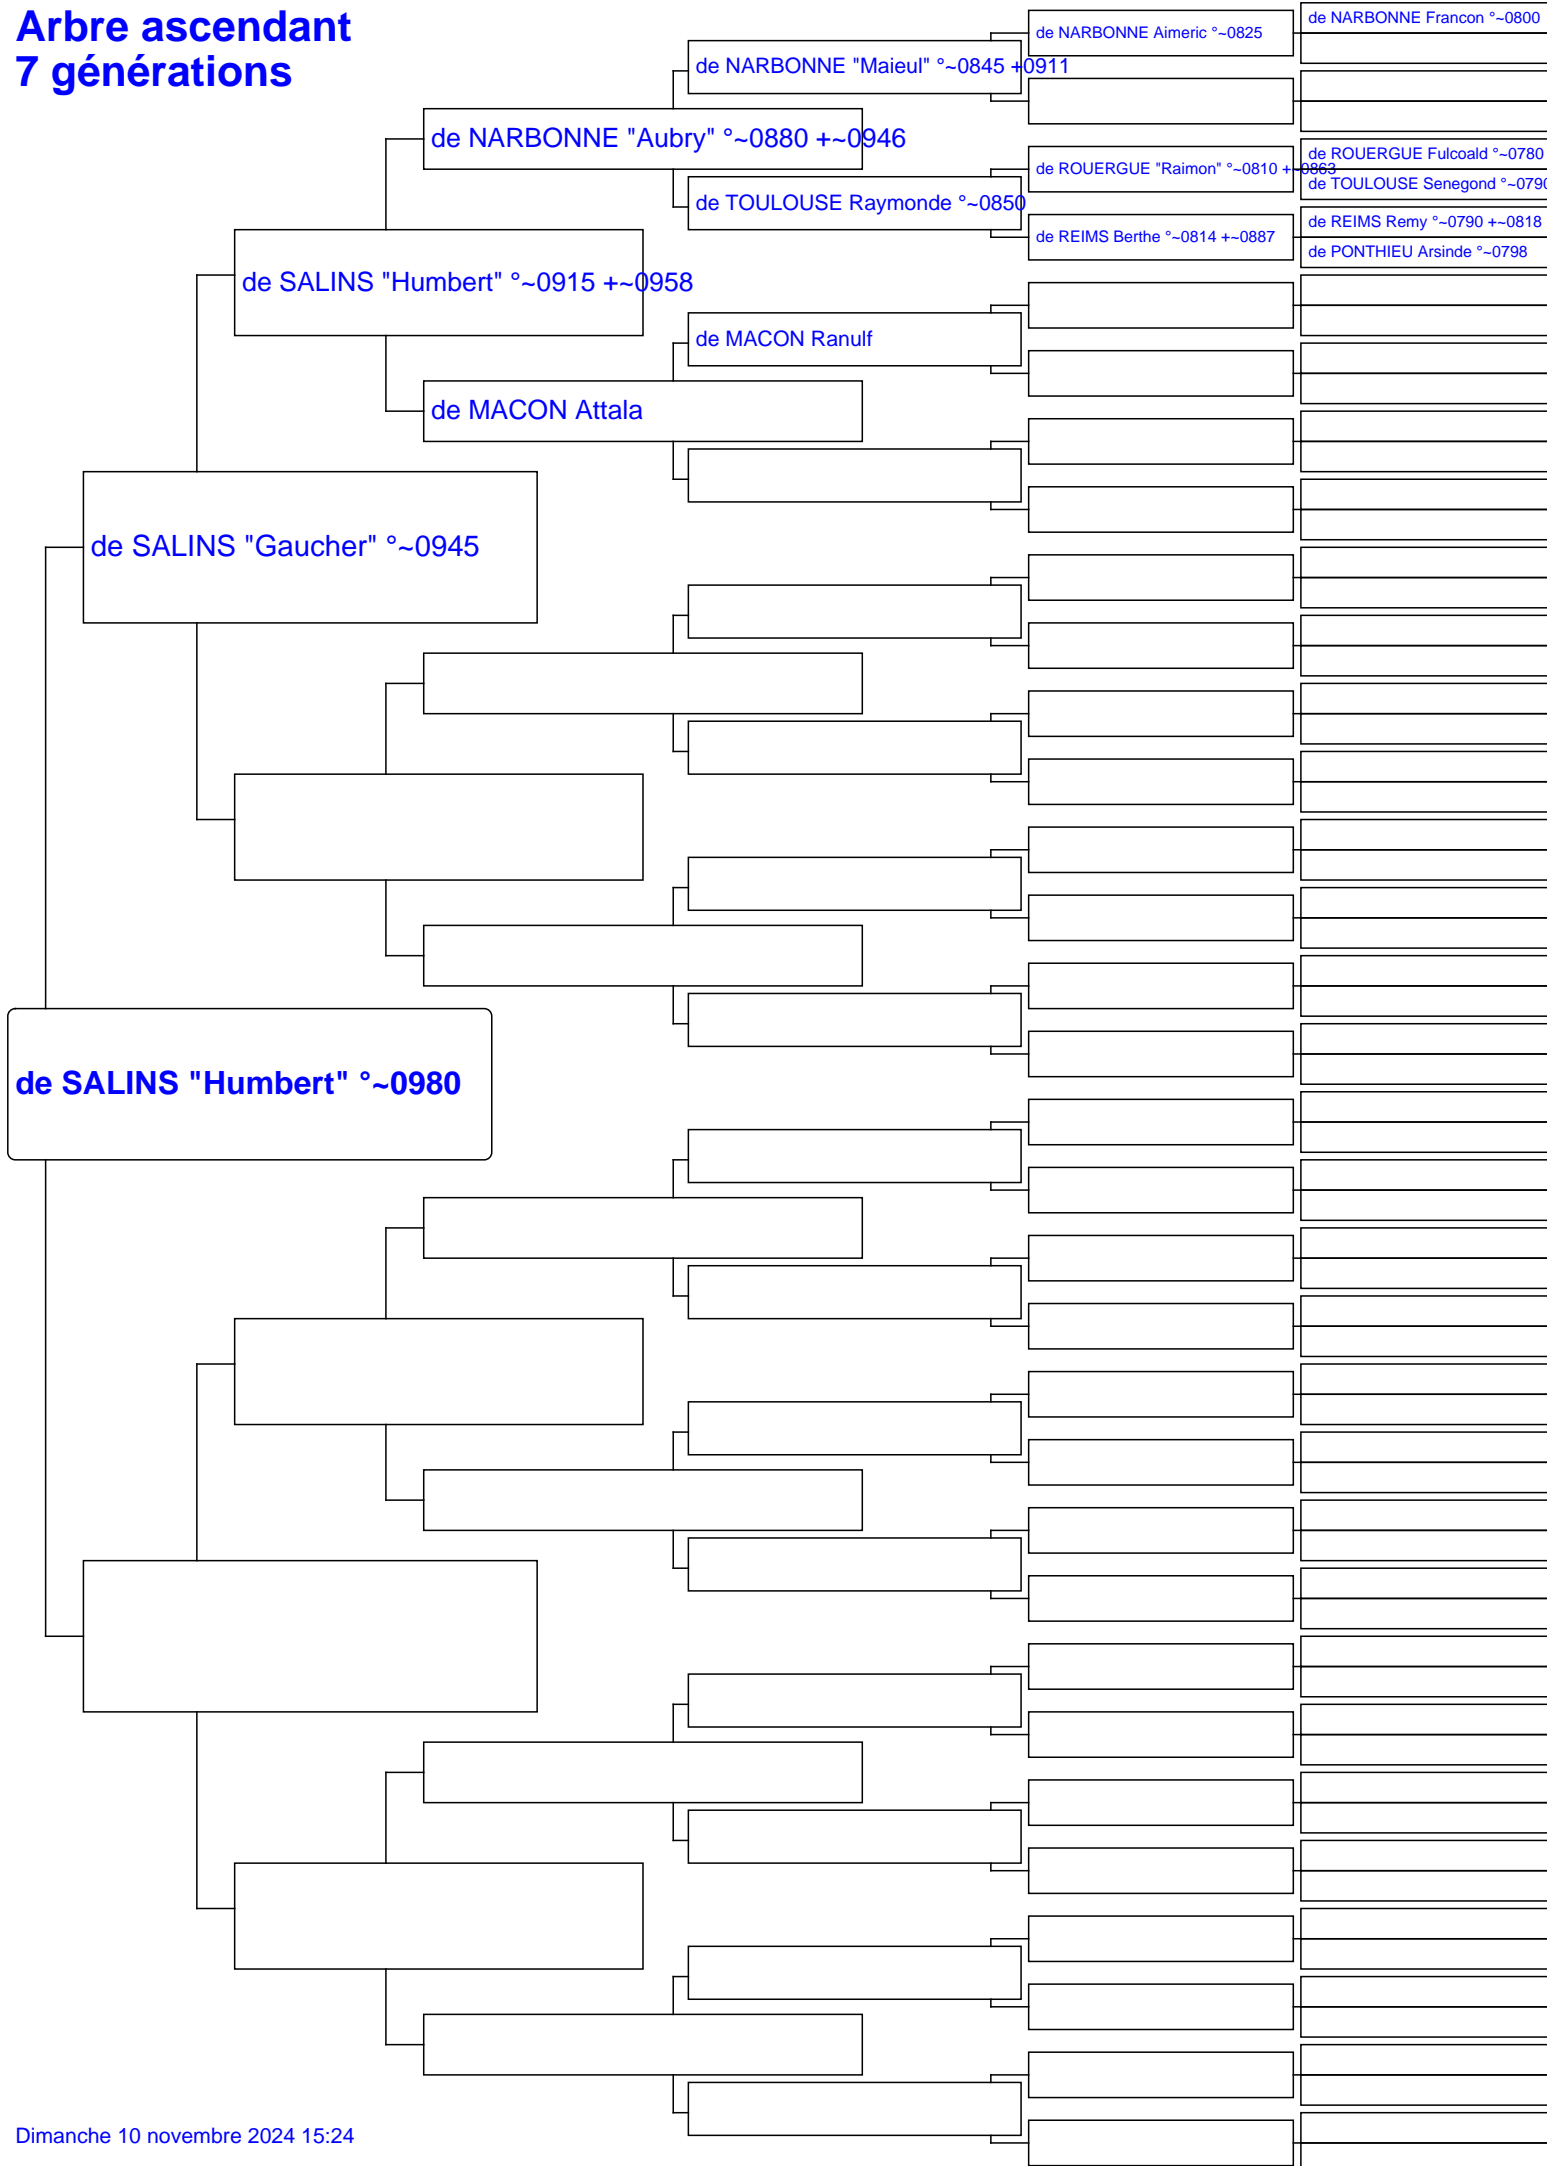 Arbre ascendant
7 générations
de NARBONNE Francon °~0800
de NARBONNE Aimeric °~0825
de NARBONNE "Maieul" °~0845 +0911
de NARBONNE "Aubry" °~0880 +~0946
de ROUERGUE Fulcoald °~0780
de ROUERGUE "Raimon" °~0810 +~0863
de TOULOUSE Senegond °~0790
de TOULOUSE Raymonde °~0850
de REIMS Remy °~0790 +~0818
de REIMS Berthe °~0814 +~0887
de PONTHIEU Arsinde °~0798
de SALINS "Humbert" °~0915 +~0958
de MACON Ranulf
de MACON Attala
de SALINS "Gaucher" °~0945
de SALINS "Humbert" °~0980
Dimanche 10 novembre 2024 15:24